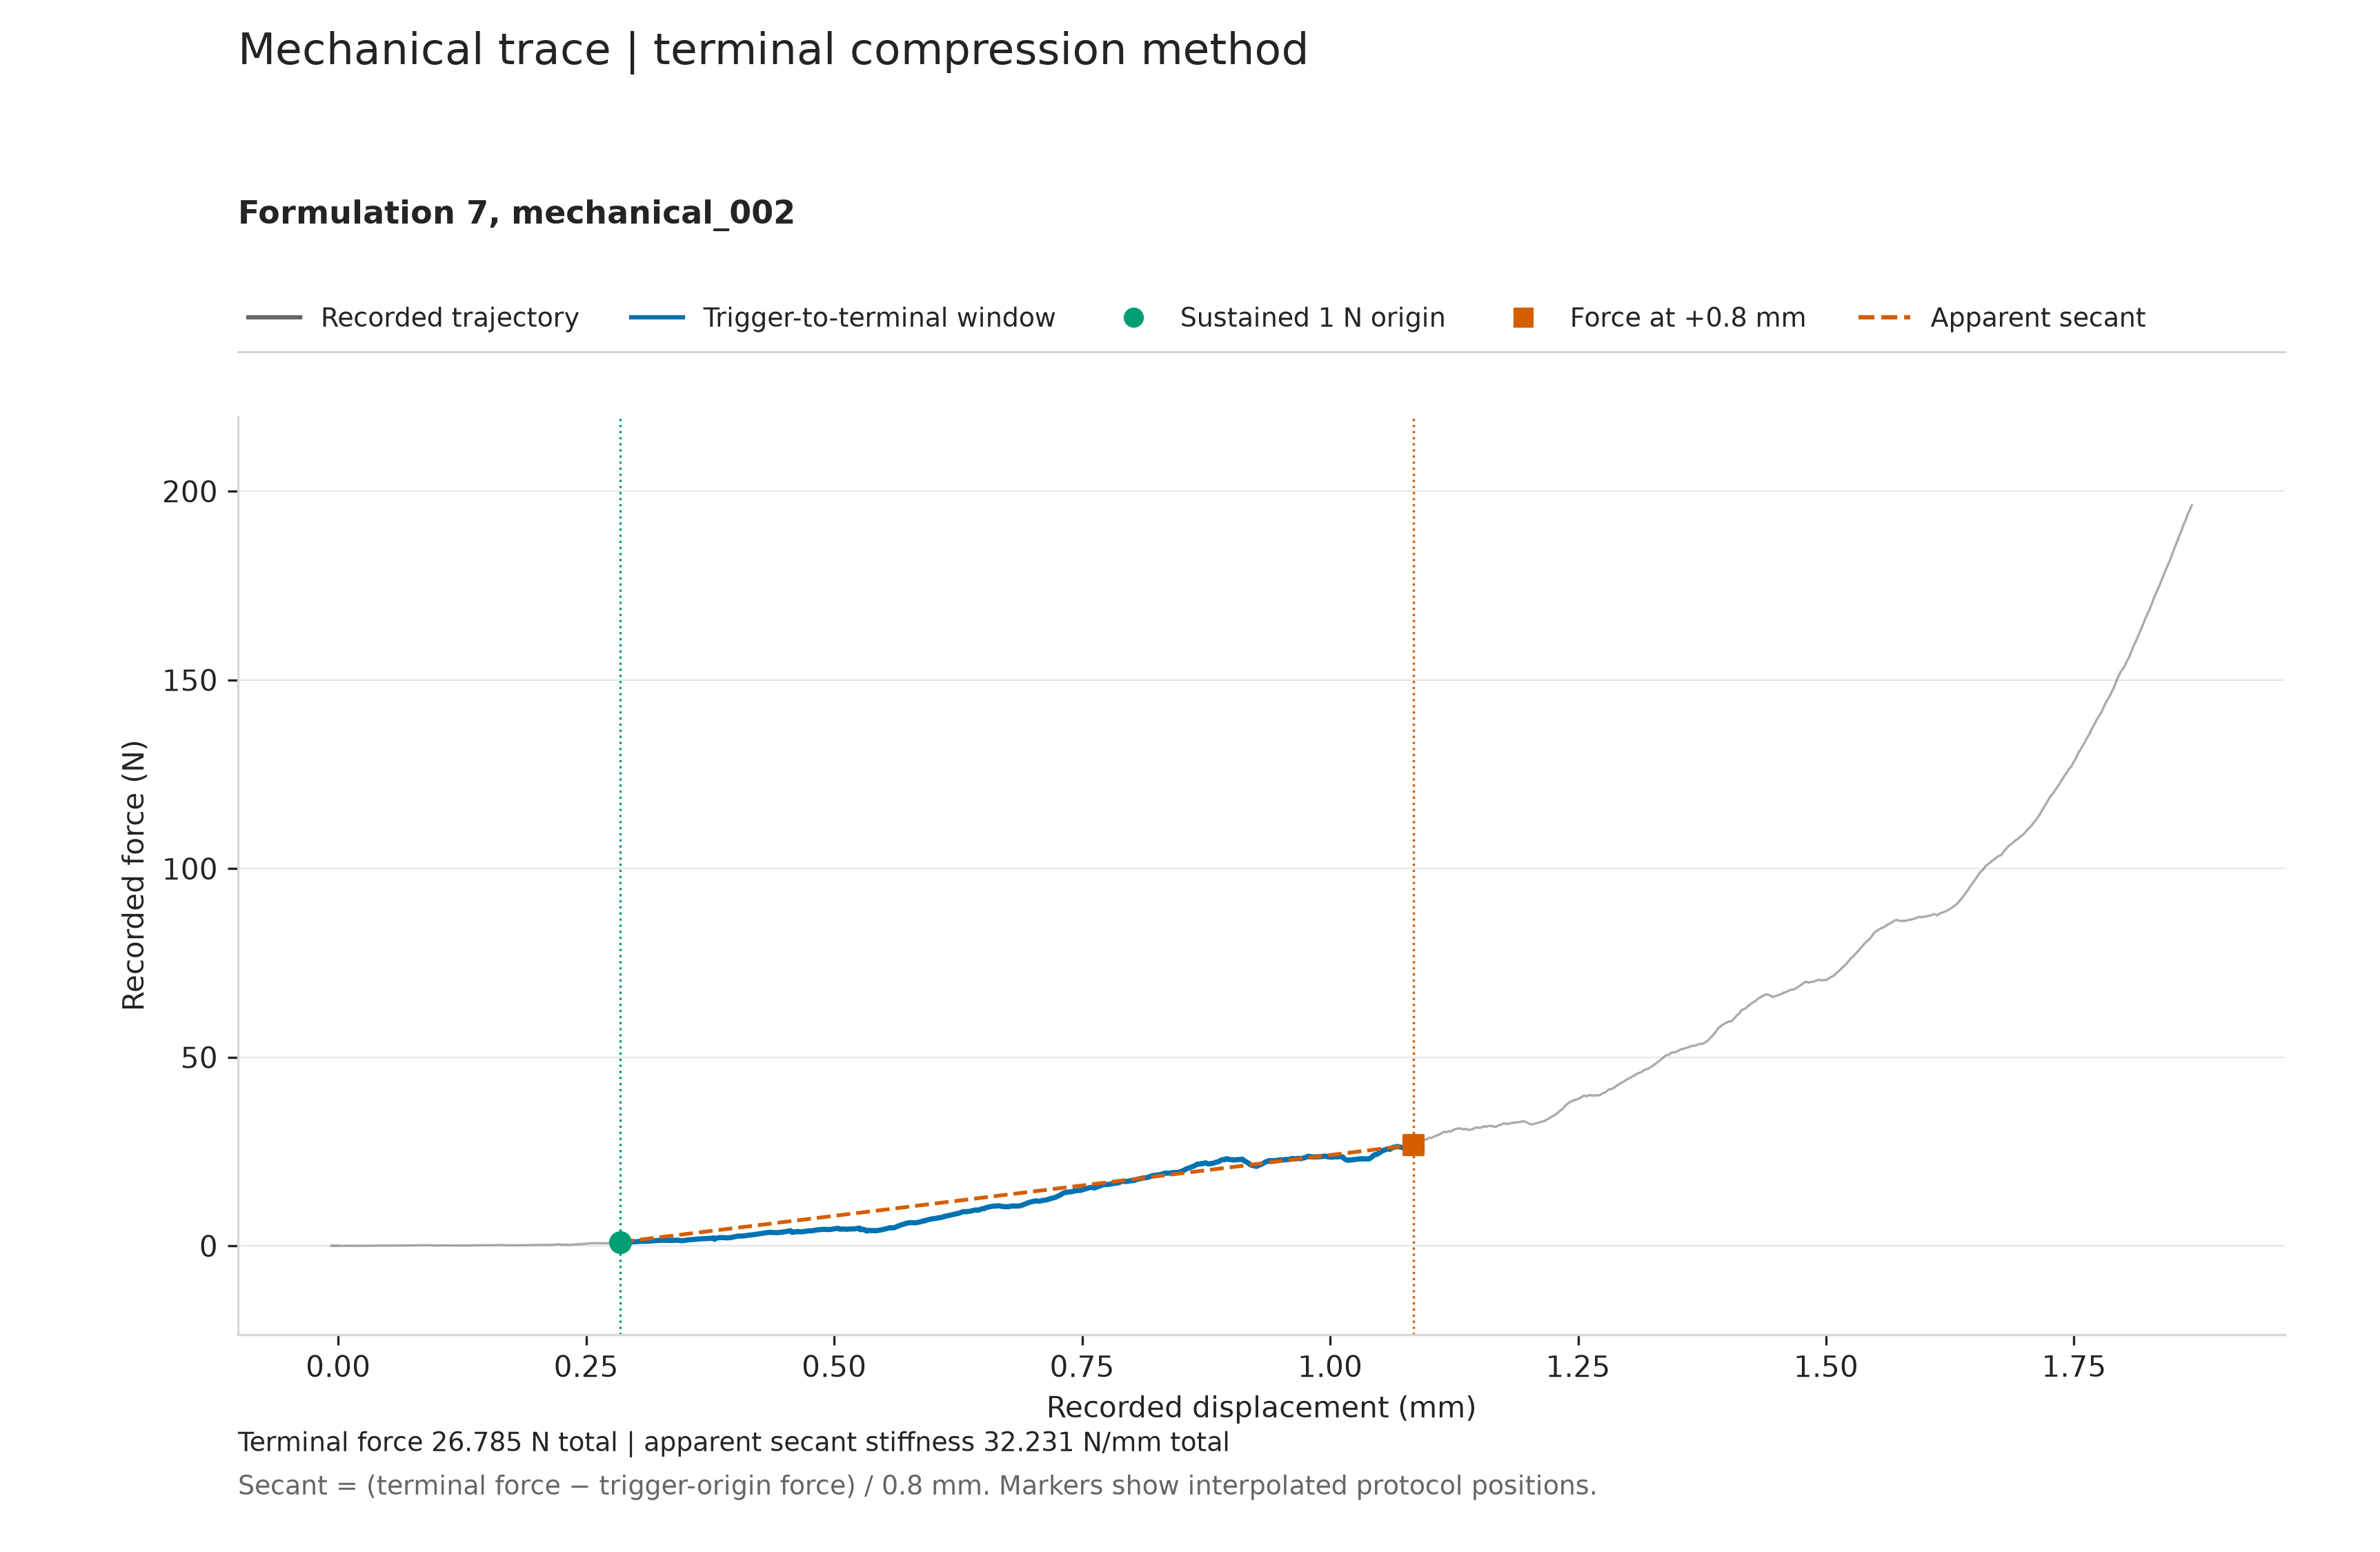 Mechanical trace | terminal compression method
Formulation 7, mechanical_002
Recorded trajectory
Trigger-to-terminal window
Sustained 1 N origin
Force at +0.8 mm
Apparent secant
Recorded force (N)
200
150
100
50
0
0.00 0.25 0.50 0.75 1.00 1.25 1.50 1.75
Recorded displacement (mm)
Terminal force 26.785 N total | apparent secant stiffness 32.231 N/mm total
Secant = (terminal force − trigger-origin force) / 0.8 mm. Markers show interpolated protocol positions.